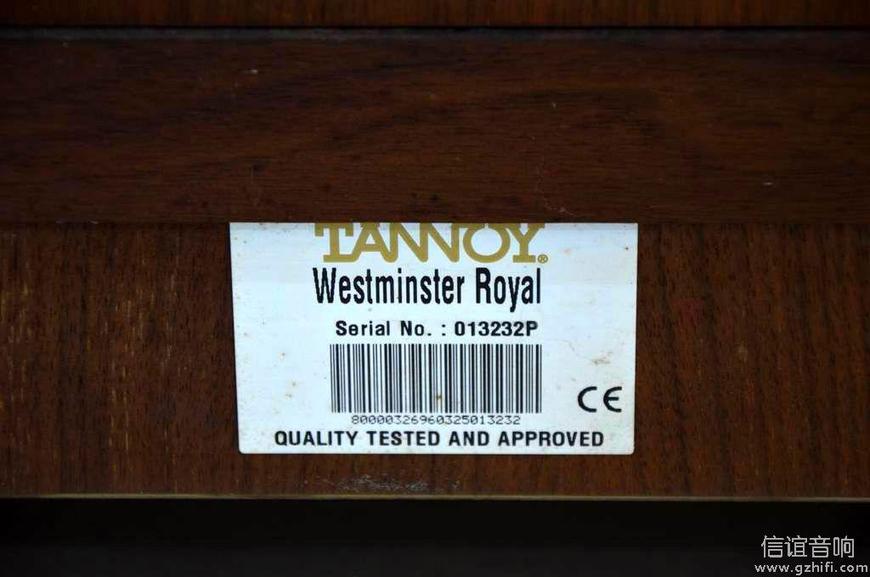 TANNOY®
Westminster Royal
Serial No. : 013232P
80000326960325013232
QUALITY TESTED AND APPROVED
CE
信谊音响
www.gzhifi.com